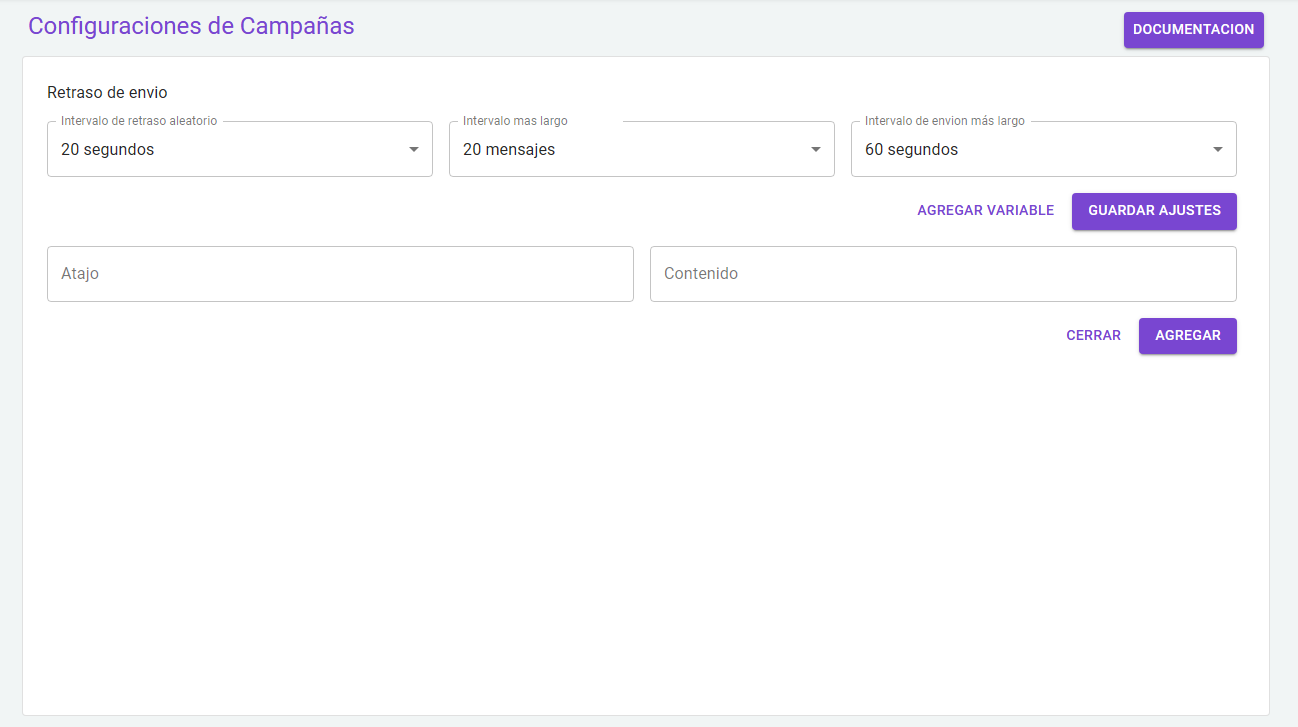 Configuraciones de Campañas
DOCUMENTACION
Retraso de envio
Intervalo de retraso aleatorio
20 segundos
Intervalo mas largo
20 mensajes
Intervalo de envion más largo
60 segundos
AGREGAR VARIABLE
GUARDAR AJUSTES
Atajo
Contenido
CERRAR
AGREGAR